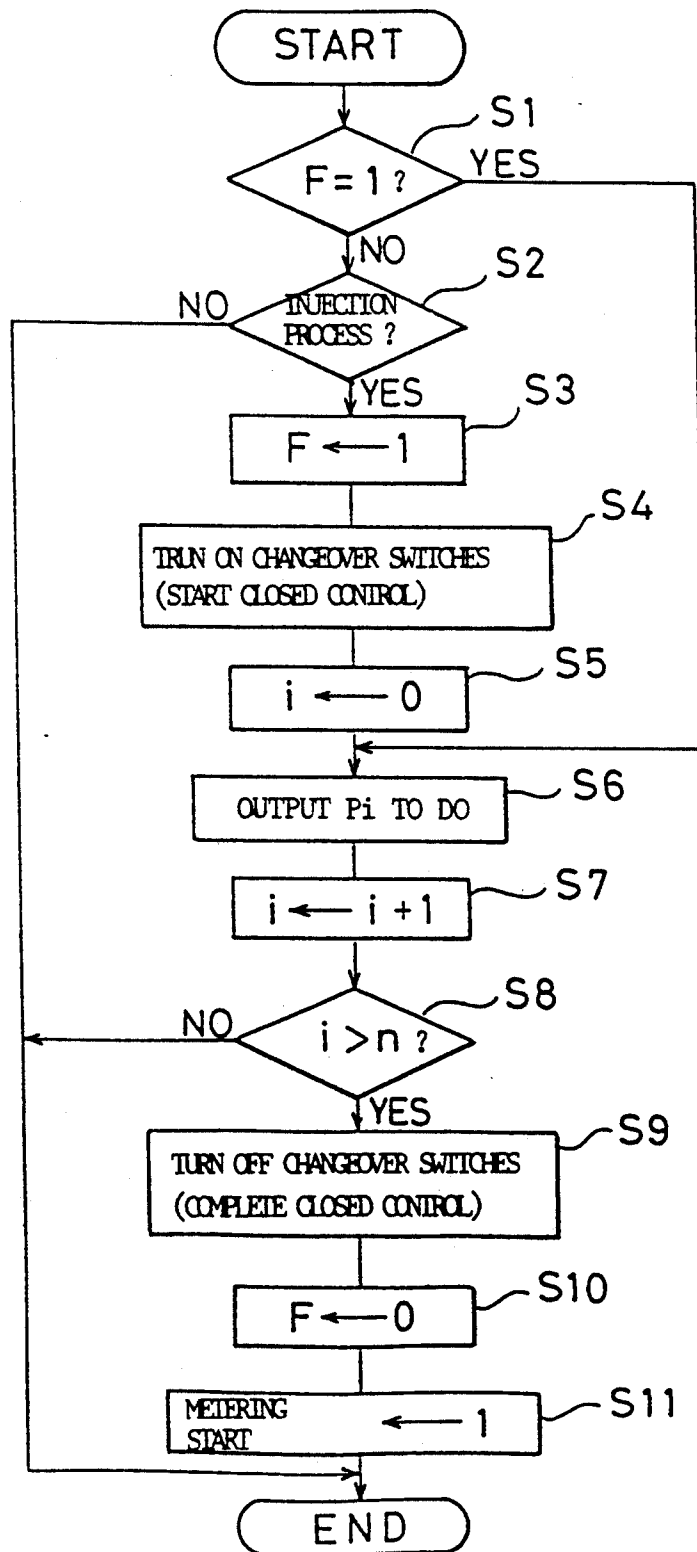 START
S1
F=1?
YES
NO
S2
NO
INJECTION
PROCESS?
YES
S3
F ← 1
S4
TRUN ON CHANGEOVER SWITCHES
(START CLOSED CONTROL)
S5
i ← 0
S6
OUTPUT Pi TO DO
S7
i ← i+1
S8
NO
i>n?
YES
S9
TURN OFF CHANGEOVER SWITCHES
(COMPLETE CLOSED CONTROL)
S10
F ← 0
S11
METERING
START ← 1
END